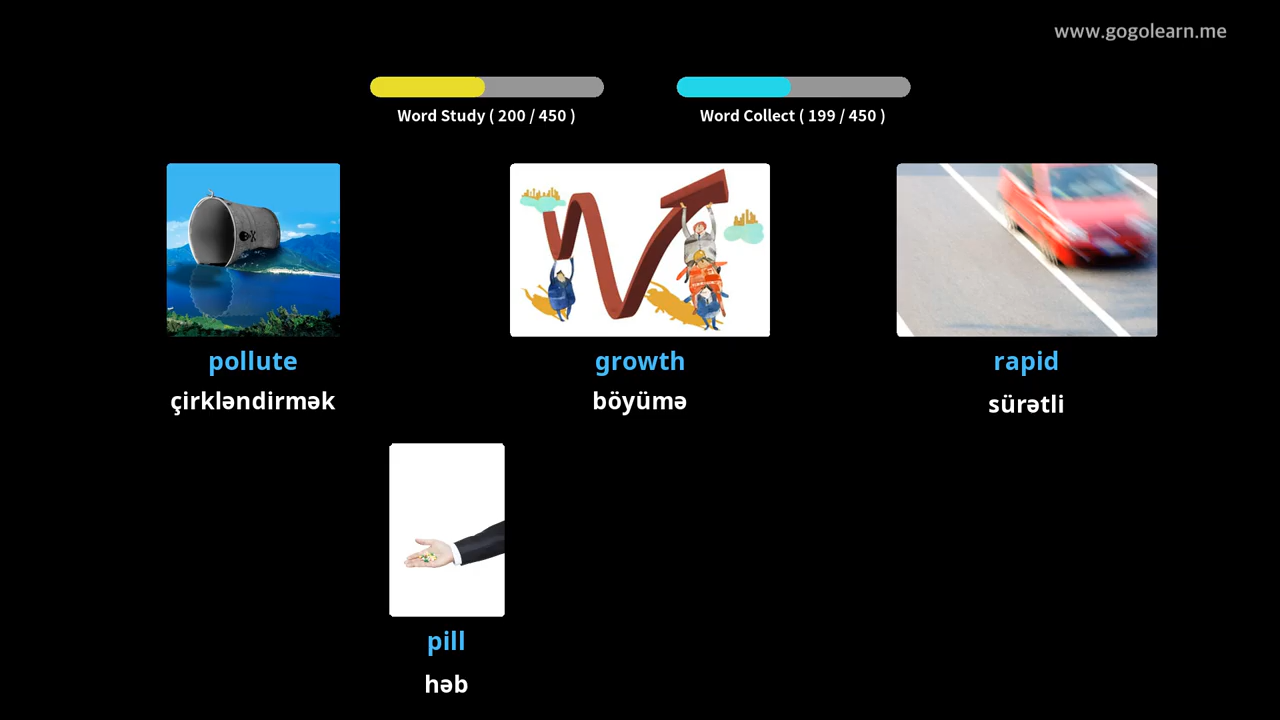 www.gogolearn.me
Word Study ( 200 / 450 )
Word Collect ( 199 / 450 )
pollute
çirkləndirmək
growth
böyümə
rapid
sürətli
pill
həb